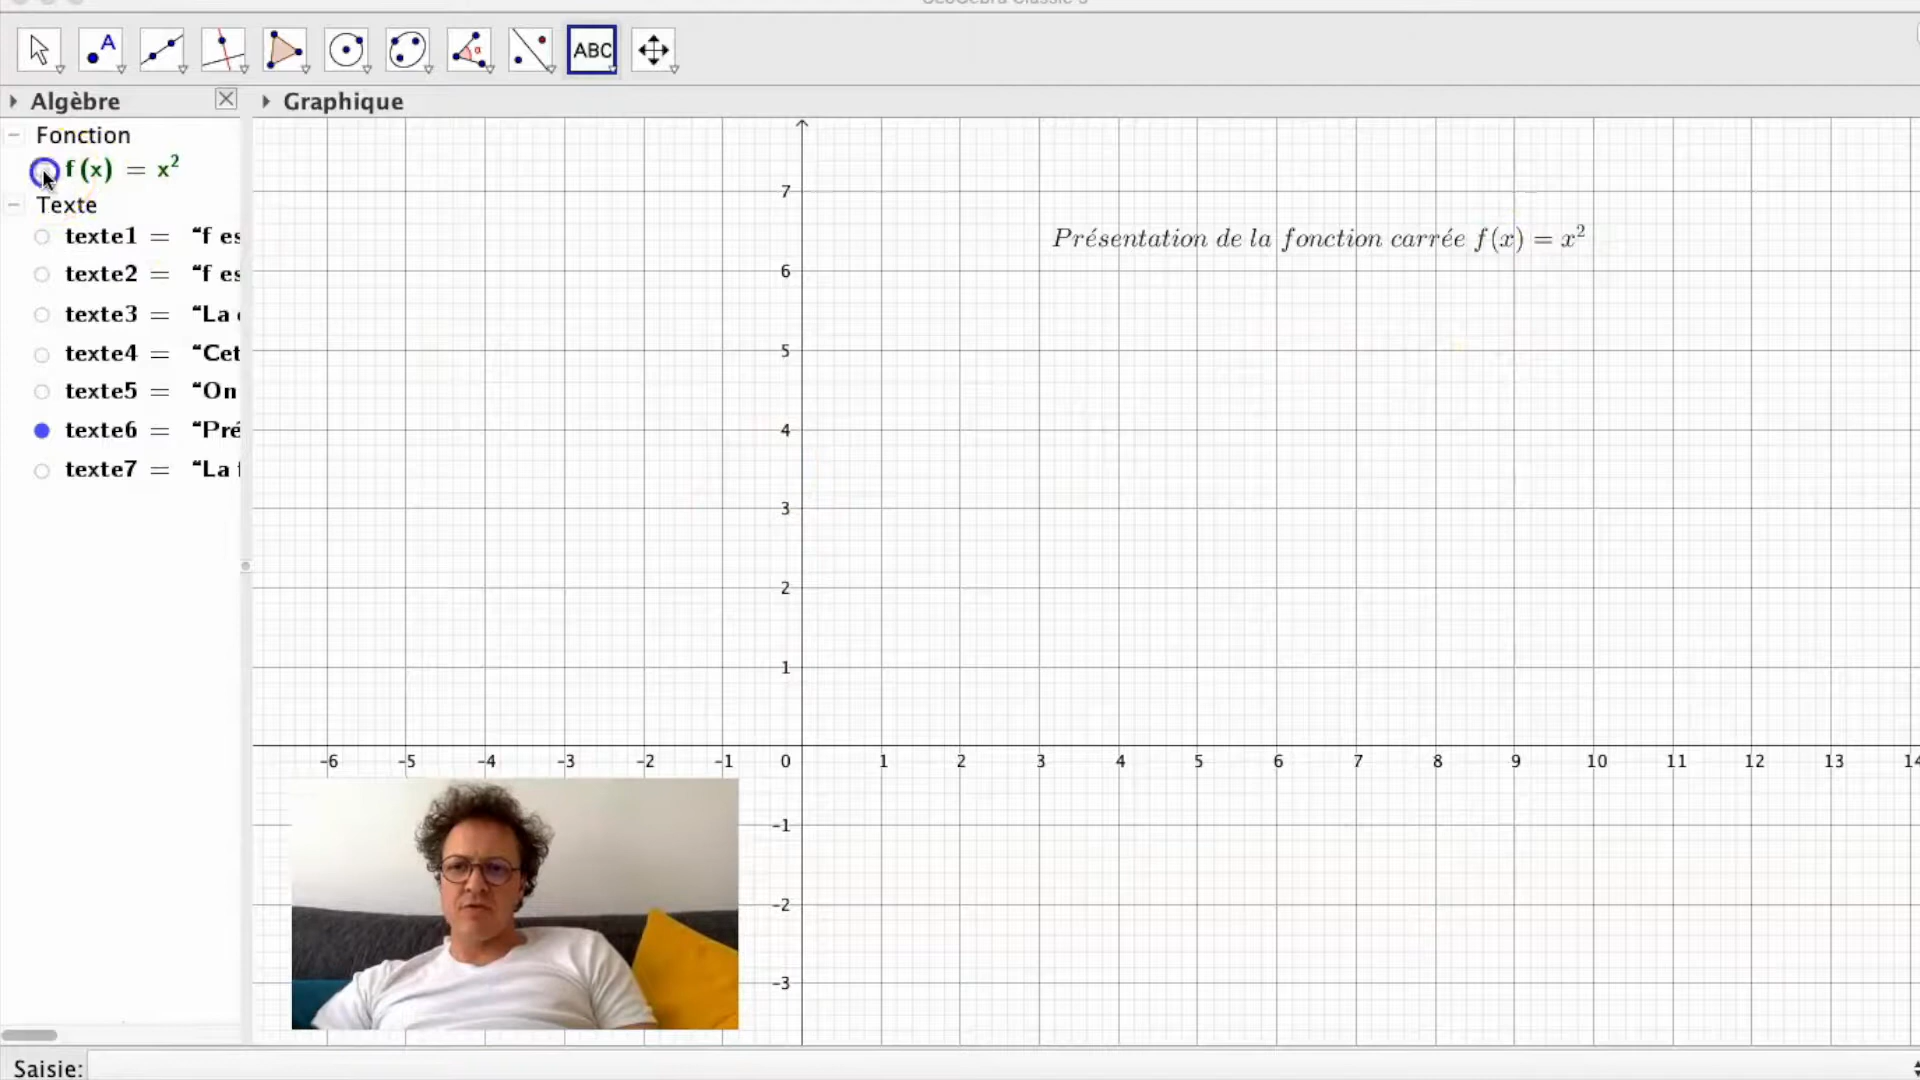 A
α
ABC
Algèbre
Graphique
Fonction
f (x) = x²
Texte
texte1 = “f es
texte2 = “f es
texte3 = “La
texte4 = “Cet
texte5 = “On
texte6 = “Pré
texte7 = “La
Présentation de la fonction carrée f(x) = x²
7
6
5
4
3
2
1
-6 -5 -4 -3 -2 -1 0 1 2 3 4 5 6 7 8 9 10 11 12 13 14
-1
-2
-3
Saisie: